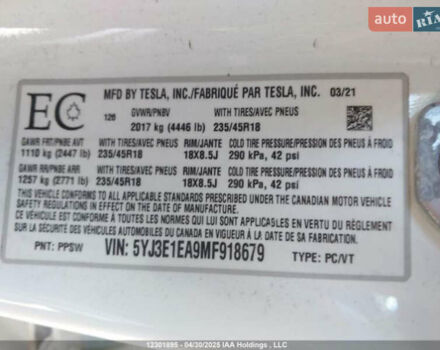 AUTO RIA
MFD BY TESLA, INC./FABRIQUÉ PAR TESLA, INC. 03/21
EC
126 GVWR/PNBV WITH TIRES/AVEC PNEUS
2017 kg (4446 lb) 235/45R18
GAWR FRT/PNBE AVT WITH TIRES/AVEC PNEUS RIM/JANTE COLD TIRE PRESSURE/PRESSION DES PNEUS À FROID
1110 kg (2447 lb) 235/45R18 18X8.5J 290 kPa, 42 psi
GAWR RR/PNBE ARR WITH TIRES/AVEC PNEUS RIM/JANTE COLD TIRE PRESSURE/PRESSION DES PNEUS À FROID
1257 kg (2771 lb) 235/45R18 18X8.5J 290 kPa, 42 psi
THIS VEHICLE CONFORMS TO ALL APPLICABLE STANDARDS PRESCRIBED UNDER THE CANADIAN MOTOR VEHICLE
SAFETY REGULATIONS IN EFFECT ON THE DATE OF MANUFACTURE
CE VÉHICULE EST CONFORME À TOUTES LES NORMES QUI LUI SONT APPLICABLES EN VERTU DU RÈGLEMENT
SUR LA SÉCURITÉ DES VÉHICULES AUTOMOBILES DU CANADA EN VIGUEUR À LA DATE DE
SA FABRICATION
PNT: PPSW VIN: 5YJ3E1EA9MF918679 TYPE: PC/VT
12301895 - 04/30/2025 IAA Holdings , LLC